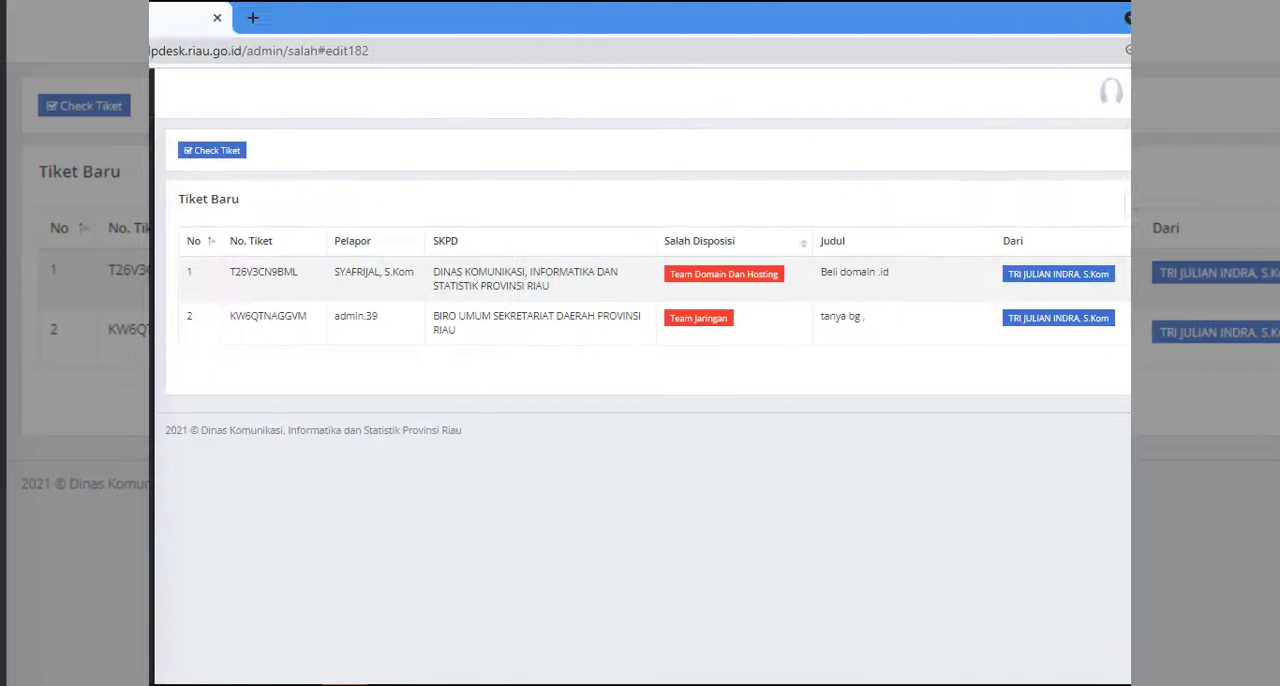 lpdesk.riau.go.id/admin/salah#edit182
Check Tiket
Check Tiket
Tiket Baru
Tiket Baru
No No. Tiket Pelapor SKPD Salah Disposisi Judul Dari
1 T26V3CN9BML SYAFRIJAL, S.Kom DINAS KOMUNIKASI, INFORMATIKA DAN Team Domain Dan Hosting Beli domain .id TRI JULIAN INDRA, S.Kom
STATISTIK PROVINSI RIAU
2 KW6QTNAGGVM admin.39 BIRO UMUM SEKRETARIAT DAERAH PROVINSI Team Jaringan tanya bg , TRI JULIAN INDRA, S.Kom
RIAU
2021 © Dinas Komunikasi, Informatika dan Statistik Provinsi Riau
No No. Tik
1 T26V3C
2 KW6QT
2021 © Dinas Komun
Dari
TRI JULIAN INDRA, S.Ko
TRI JULIAN INDRA, S.Ko